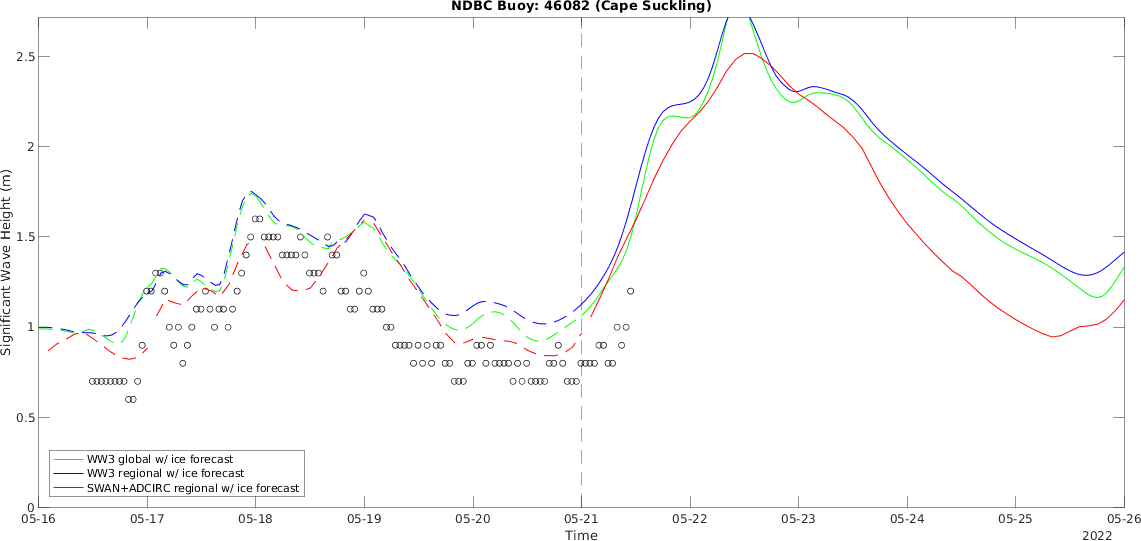 NDBC Buoy: 46082 (Cape Suckling)
Significant Wave Height (m)
2.5
2
1.5
1
0.5
0
WW3 global w/ ice forecast
WW3 regional w/ ice forecast
SWAN+ADCIRC regional w/ ice forecast
05-16 05-17 05-18 05-19 05-20 05-21 05-22 05-23 05-24 05-25 05-26
Time
2022